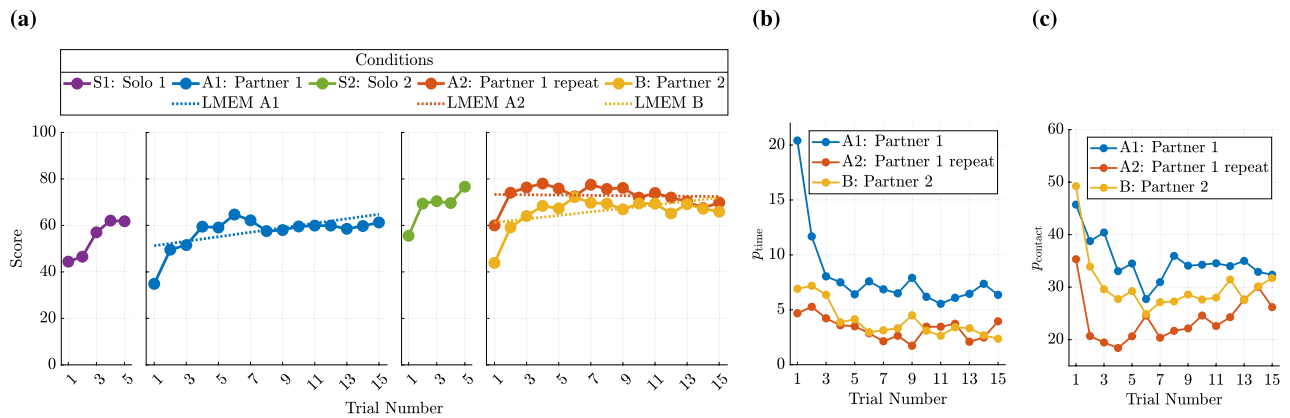 (a)
Conditions
S1: Solo 1 A1: Partner 1 S2: Solo 2 A2: Partner 1 repeat B: Partner 2
LMEM A1 LMEM A2 LMEM B
100
80
60
40
20
0
Score
1 3 5 1 3 5 7 9 11 13 15 1 3 5 1 3 5 7 9 11 13 15
Trial Number
(b)
A1: Partner 1
A2: Partner 1 repeat
B: Partner 2
20
15
10
5
0
p_time
1 3 5 7 9 11 13 15
Trial Number
(c)
A1: Partner 1
A2: Partner 1 repeat
B: Partner 2
60
50
40
30
20
p_contact
1 3 5 7 9 11 13 15
Trial Number